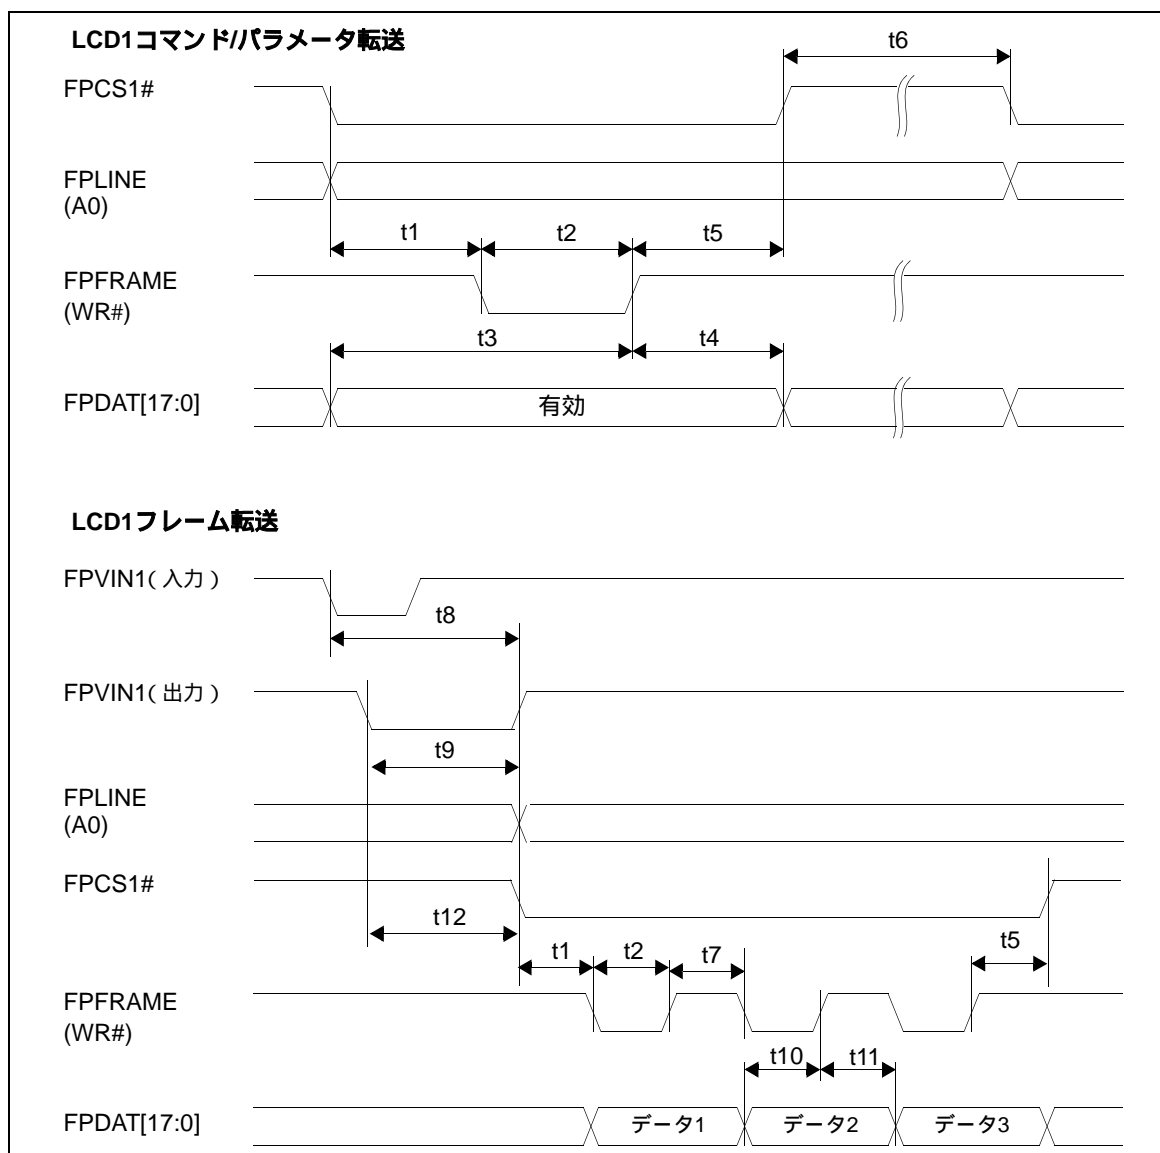 LCD1コマンド/パラメータ転送
t6
FPCS1#
FPLINE
(A0)
t1 t2 t5
FPFRAME
(WR#)
t3 t4
FPDAT[17:0] 有効
LCD1フレーム転送
FPVIN1(入力)
t8
FPVIN1(出力)
t9
FPLINE
(A0)
FPCS1#
t12
t1 t2 t7 t5
FPFRAME
(WR#)
t10 t11
FPDAT[17:0] データ1 データ2 データ3